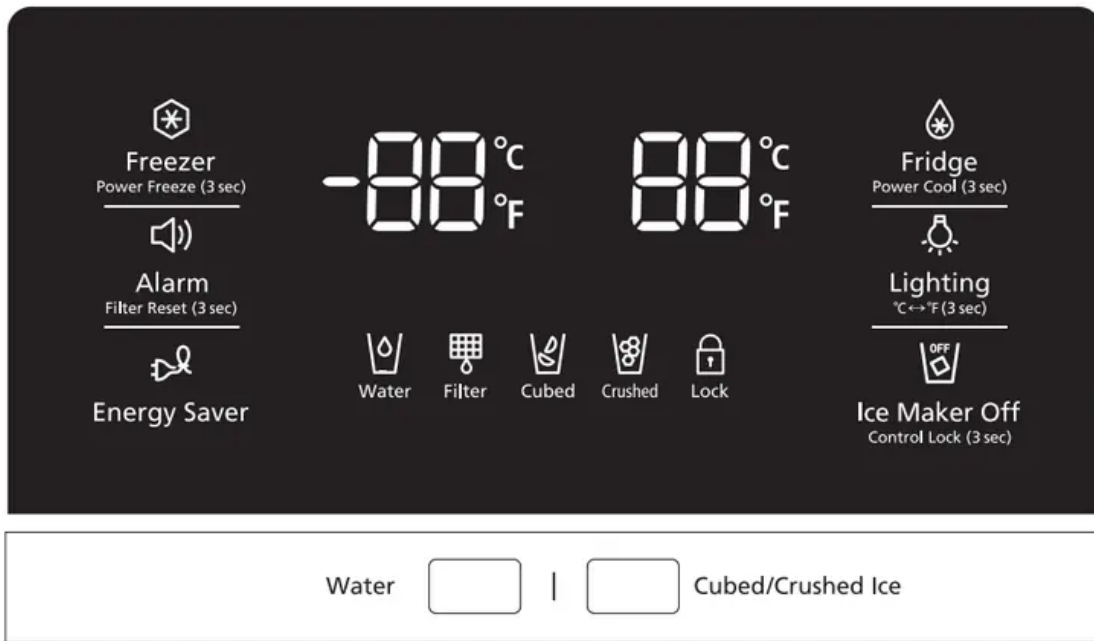 Freezer
Power Freeze (3 sec)
Alarm
Filter Reset (3 sec)
Energy Saver
-88 °C
°F
88 °C
°F
Water
Filter
Cubed
Crushed
Lock
Fridge
Power Cool (3 sec)
Lighting
°C↔°F (3 sec)
OFF
Ice Maker Off
Control Lock (3 sec)
Water | Cubed/Crushed Ice